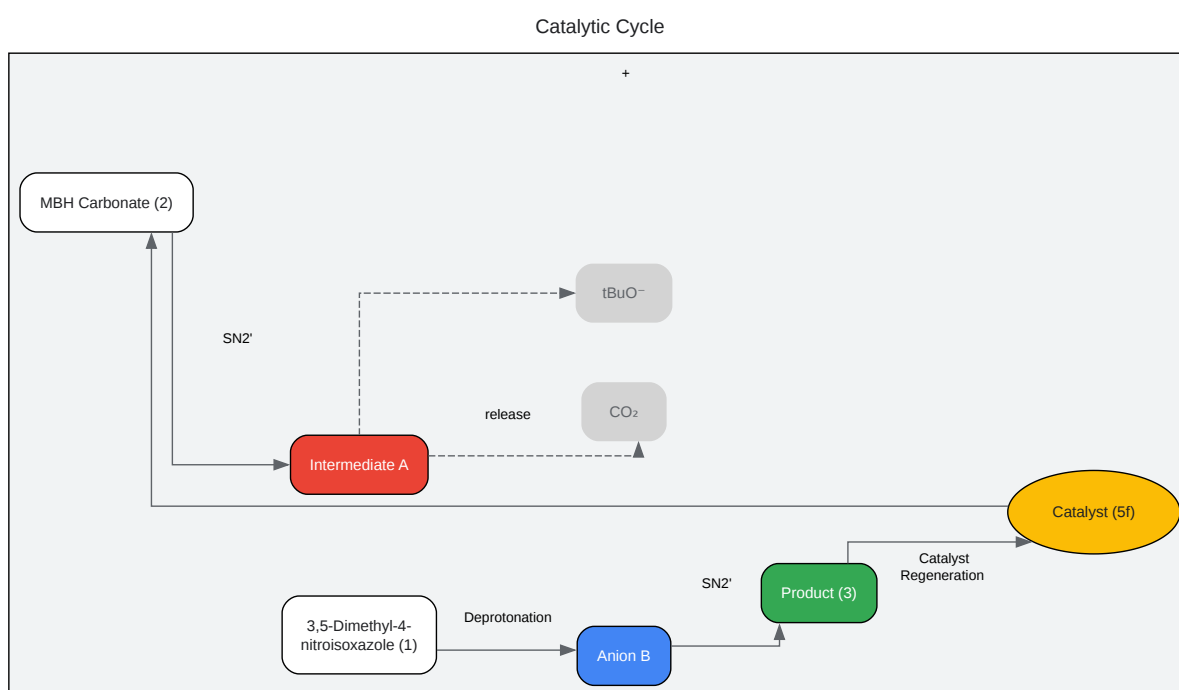 Catalytic Cycle
+
MBH Carbonate (2)
tBuO⁻
SN2'
CO₂
release
Intermediate A
Catalyst (5f)
Catalyst
Regeneration
SN2'
Product (3)
3,5-Dimethyl-4-
nitroisoxazole (1)
Deprotonation
Anion B